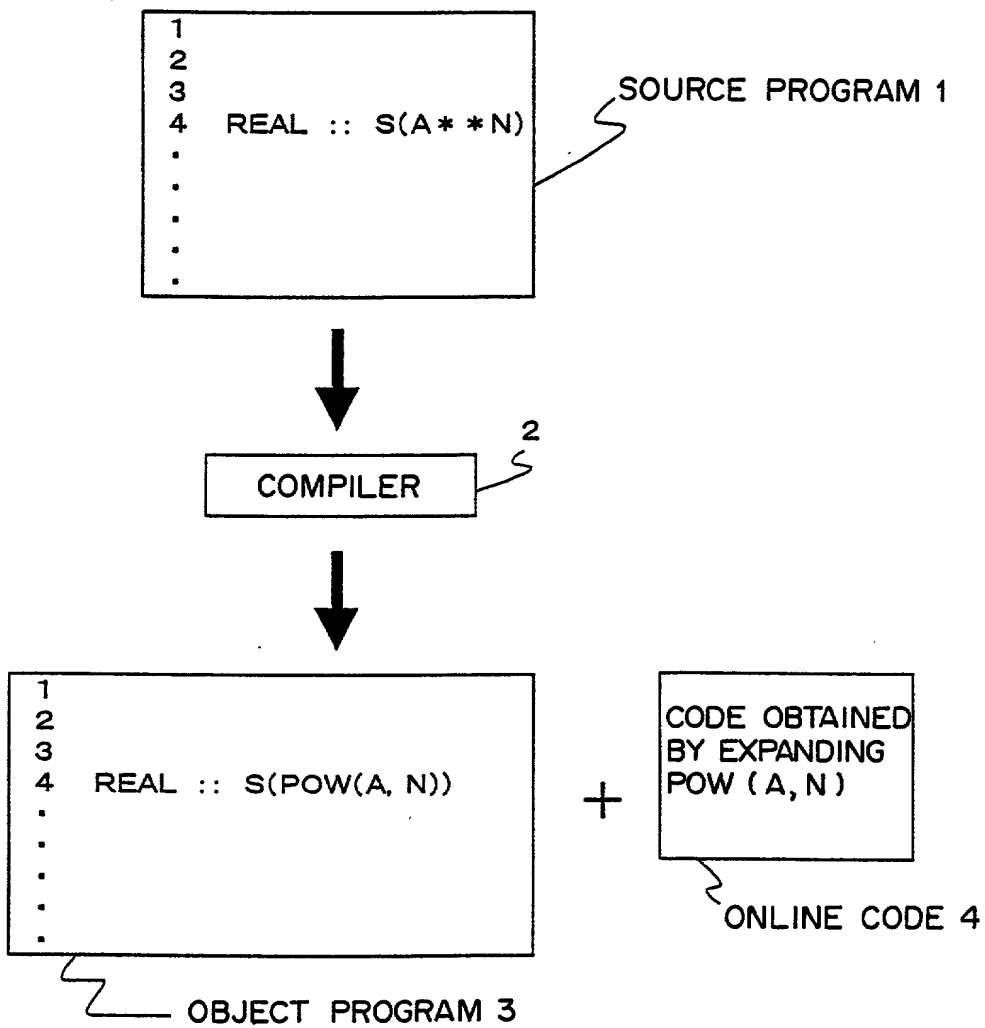 1
2
3
4 REAL :: S(A**N)
.
.
.
.
.
SOURCE PROGRAM 1
2
COMPILER
1
2
3
4 REAL :: S(POW(A, N))
.
.
.
.
.
+
CODE OBTAINED
BY EXPANDING
POW (A, N)
ONLINE CODE 4
OBJECT PROGRAM 3